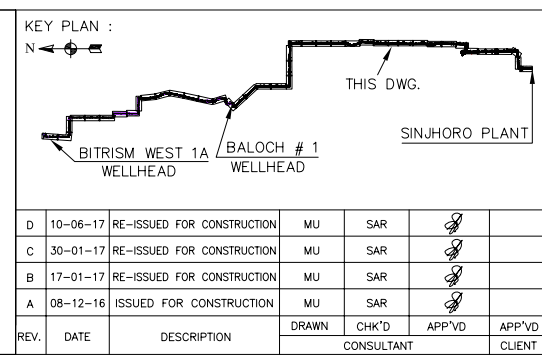 KEY PLAN :
N
THIS DWG.
SINJHORO PLANT
BITRISM WEST 1A
WELLHEAD
BALOCH # 1
WELLHEAD
D 10-06-17 RE-ISSUED FOR CONSTRUCTION MU SAR
C 30-01-17 RE-ISSUED FOR CONSTRUCTION MU SAR
B 17-01-17 RE-ISSUED FOR CONSTRUCTION MU SAR
A 08-12-16 ISSUED FOR CONSTRUCTION MU SAR
REV. DATE DESCRIPTION DRAWN CHK'D APP'VD APP'VD
CONSULTANT CLIENT